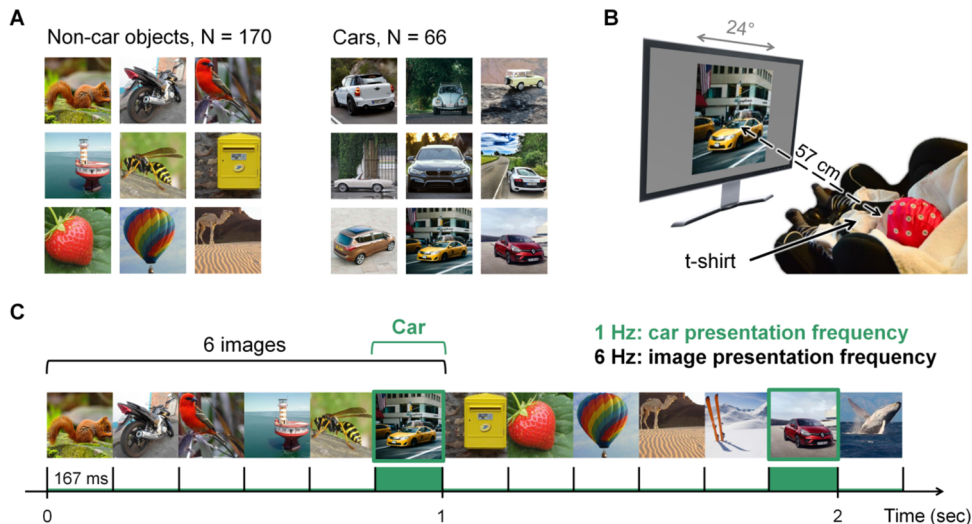 A
Non-car objects, N = 170
Cars, N = 66
B
24°
57 cm
t-shirt
C
Car
6 images
1 Hz: car presentation frequency
6 Hz: image presentation frequency
167 ms
0
1
2
Time (sec)